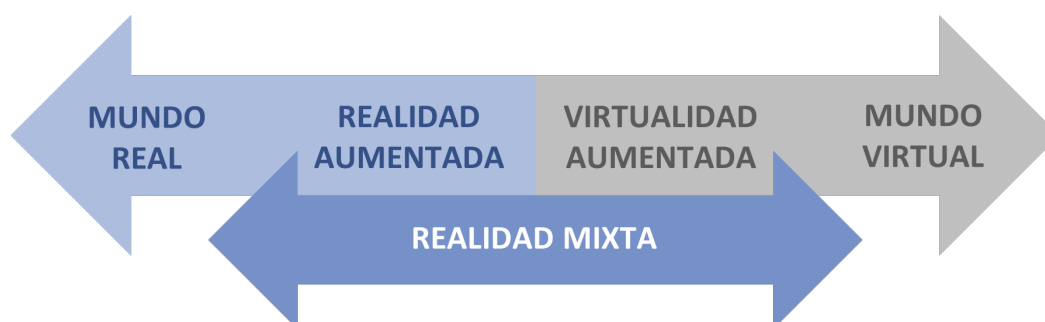 MUNDO
REAL
REALIDAD
AUMENTADA
VIRTUALIDAD
AUMENTADA
MUNDO
VIRTUAL
REALIDAD MIXTA